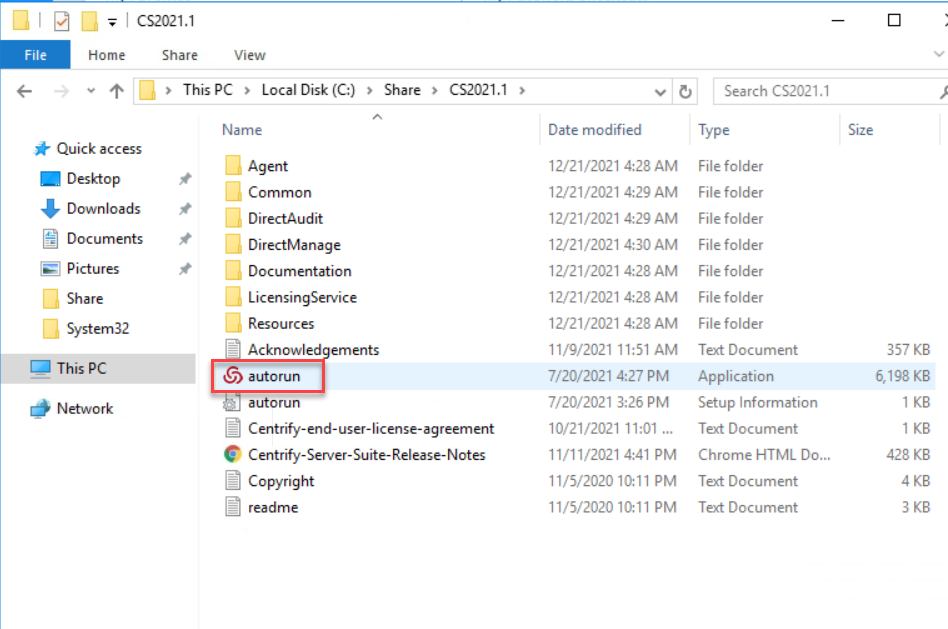 CS2021.1
File Home Share View
This PC Local Disk (C:) Share CS2021.1 Search CS2021.1
Name Date modified Type Size
Quick access
Desktop
Downloads
Documents
Pictures
Share
System32
This PC
Network
Agent 12/21/2021 4:28 AM File folder
Common 12/21/2021 4:29 AM File folder
DirectAudit 12/21/2021 4:29 AM File folder
DirectManage 12/21/2021 4:30 AM File folder
Documentation 12/21/2021 4:28 AM File folder
LicensingService 12/21/2021 4:28 AM File folder
Resources 12/21/2021 4:28 AM File folder
Acknowledgements 11/9/2021 11:51 AM Text Document 357 KB
autorun 7/20/2021 4:27 PM Application 6,198 KB
autorun 7/20/2021 3:26 PM Setup Information 1 KB
Centrify-end-user-license-agreement 10/21/2021 11:01 ... Text Document 1 KB
Centrify-Server-Suite-Release-Notes 11/11/2021 4:41 PM Chrome HTML Do... 428 KB
Copyright 11/5/2020 10:11 PM Text Document 4 KB
readme 11/5/2020 10:11 PM Text Document 3 KB